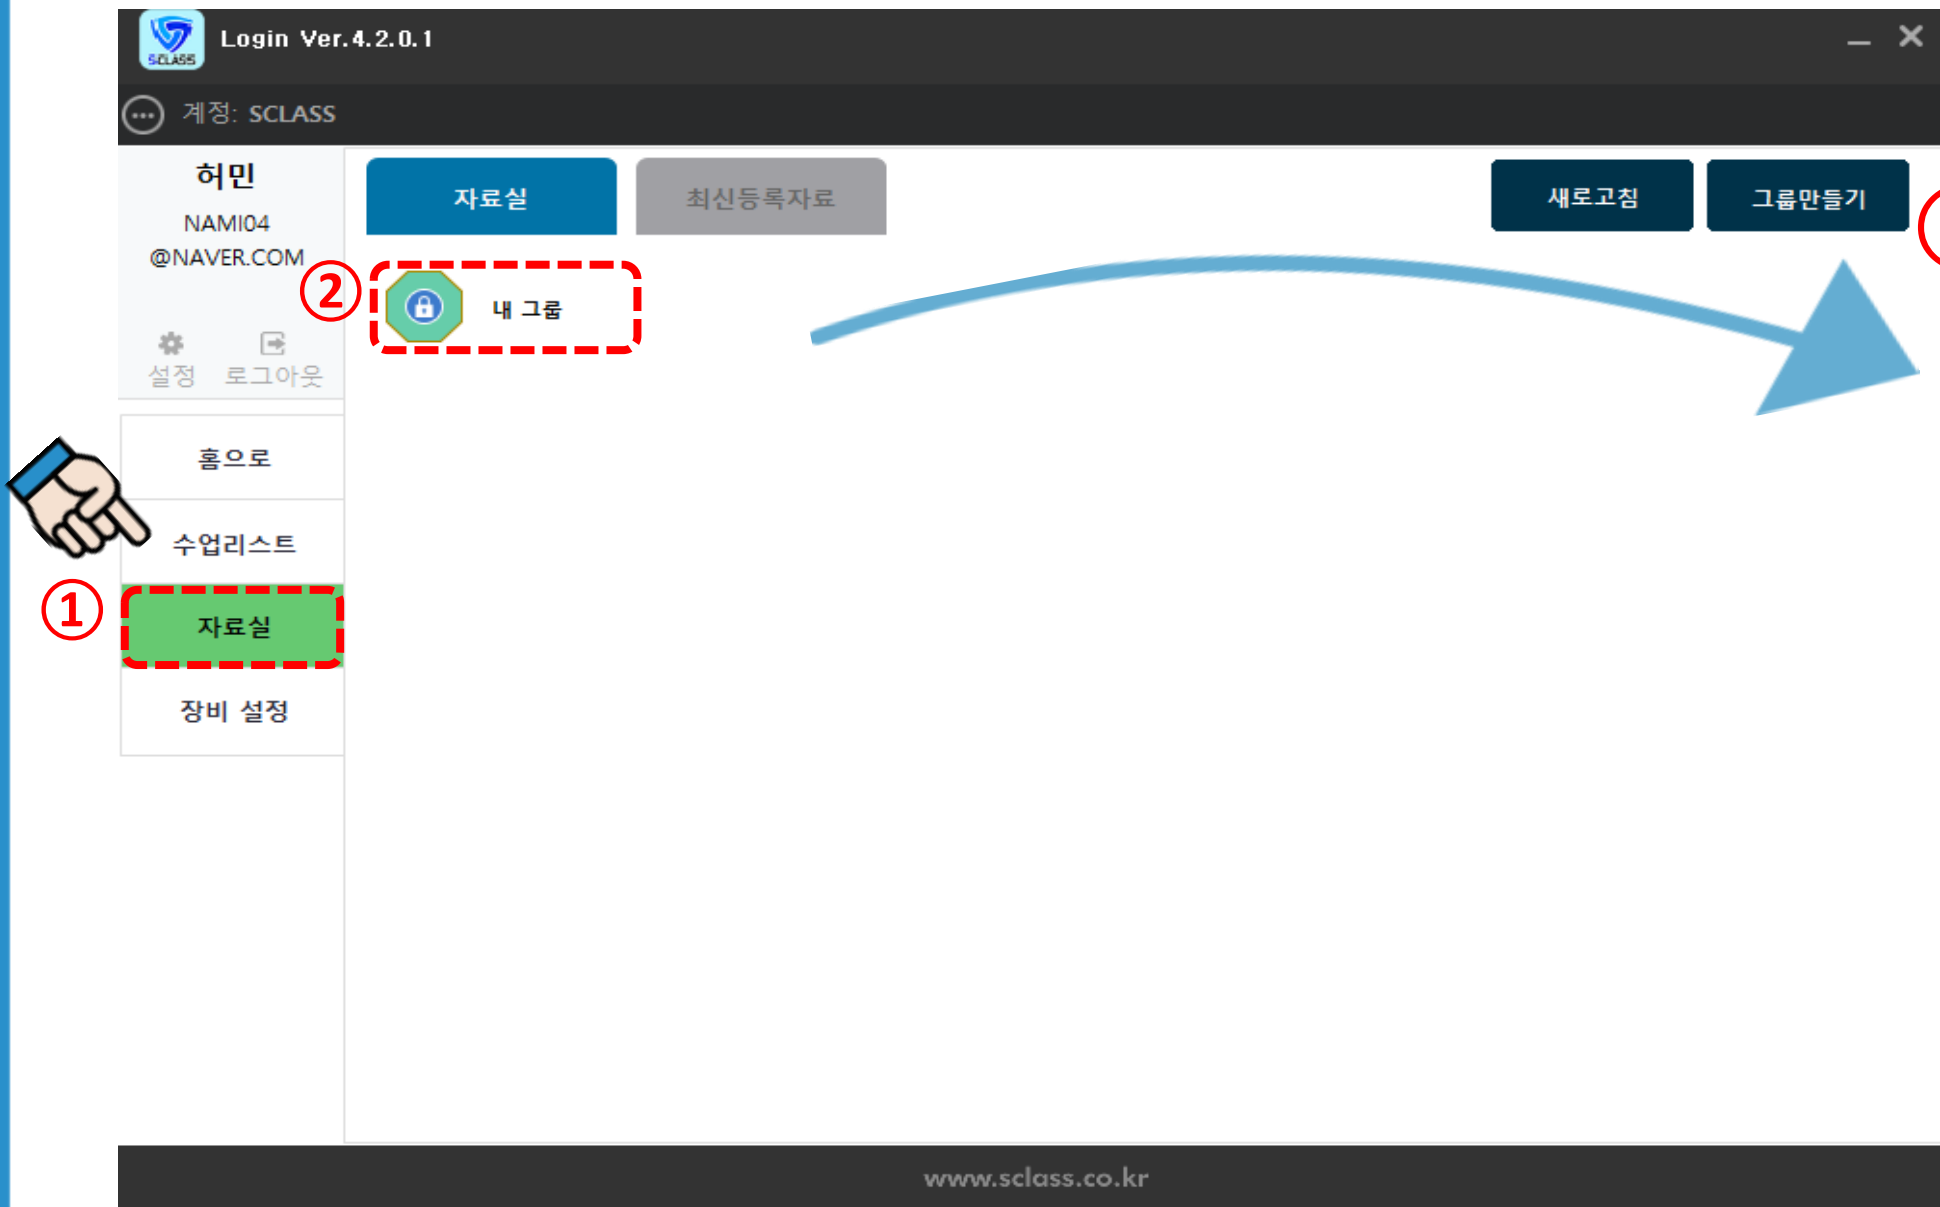 S-CLASS
Login Ver.4.2.0.1
계정: SCLASS
허민
NAMI04
@NAVER.COM
설정 로그아웃
자료실
최신등록자료
새로고침
그룹만들기
②
내 그룹
홈으로
수업리스트
①
자료실
장비 설정
www.sclass.co.kr